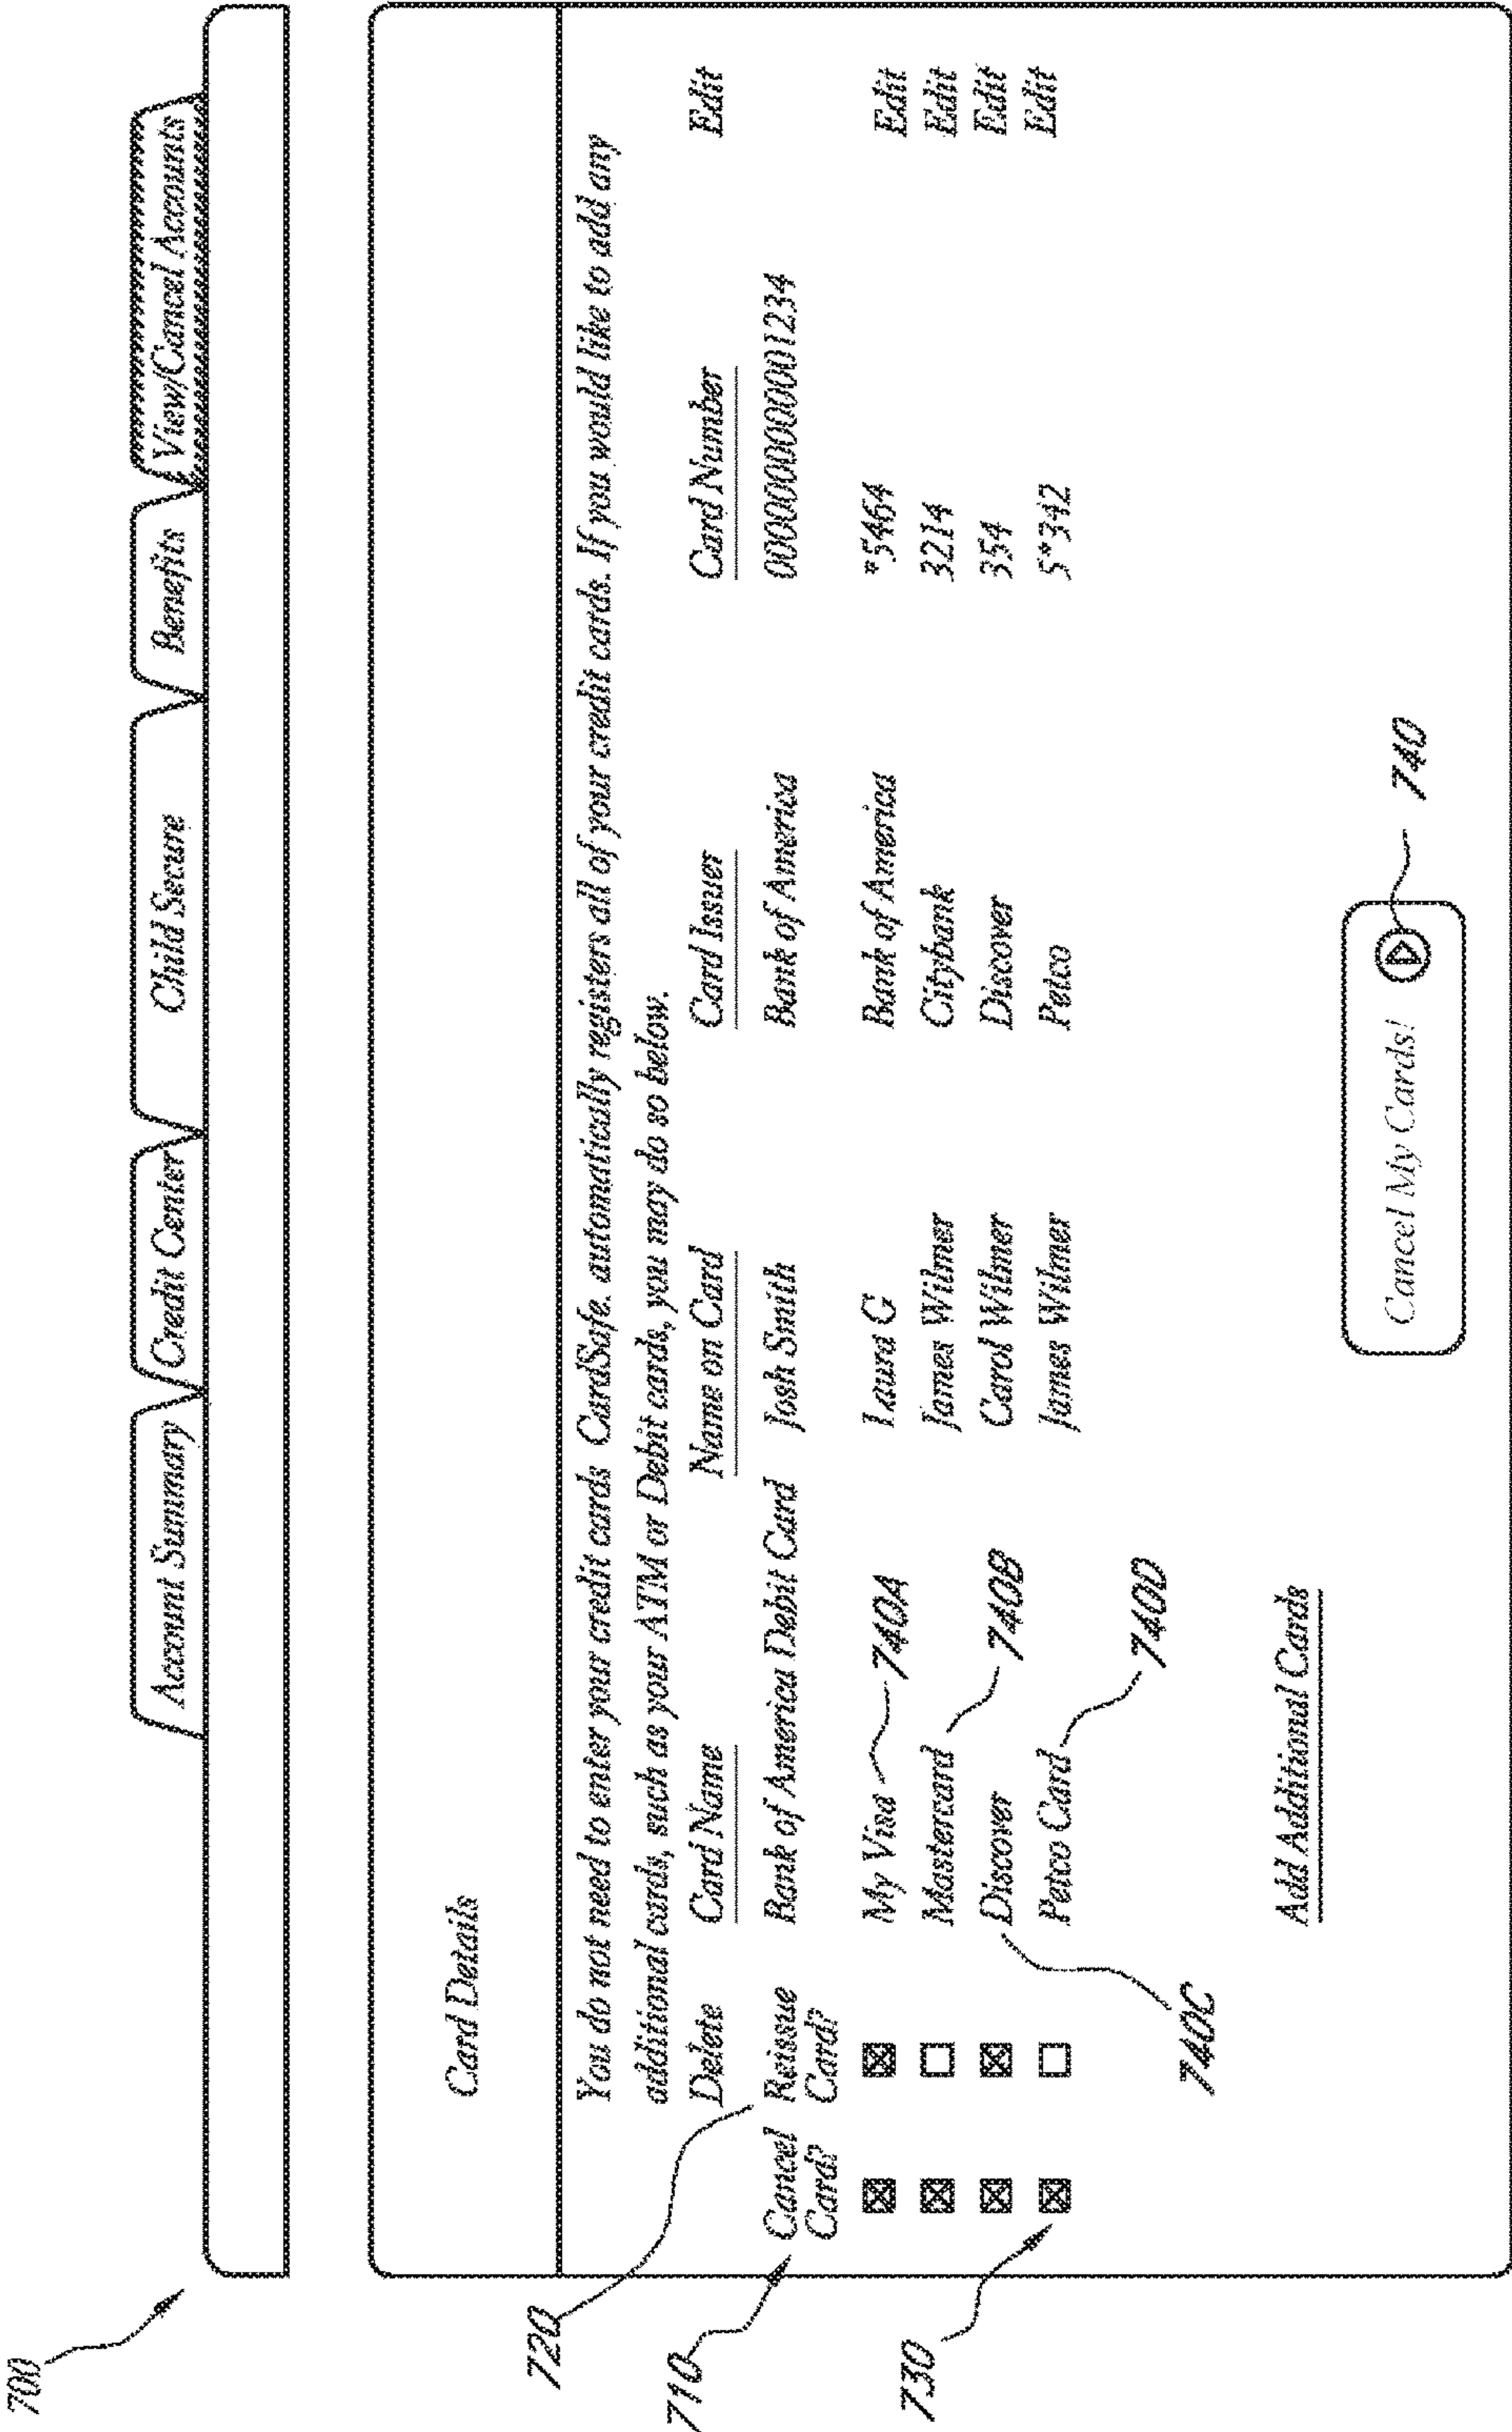 700
Account Summary Credit Center Child Secure Benefits View/Cancel Accounts
Card Details
You do not need to enter your credit cards CardSafe. automatically registers all of your credit cards. If you would like to add any
additional cards, such as your ATM or Debit cards, you may do so below.
720
Delete Card Name Name on Card Card Issuer Card Number Edit
710
Cancel Card? Reissue Card? Bank of America Debit Card Josh Smith Bank of America 0000000000001234
My Visa 740A Laura G Bank of America *5464 Edit
Mastercard 740B James Wilmer Citybank 3214 Edit
730
Discover Carol Wilmer Discover 354 Edit
Petco Card 740D James Wilmer Petco 5*342 Edit
740C
Add Additional Cards
Cancel My Cards! 740